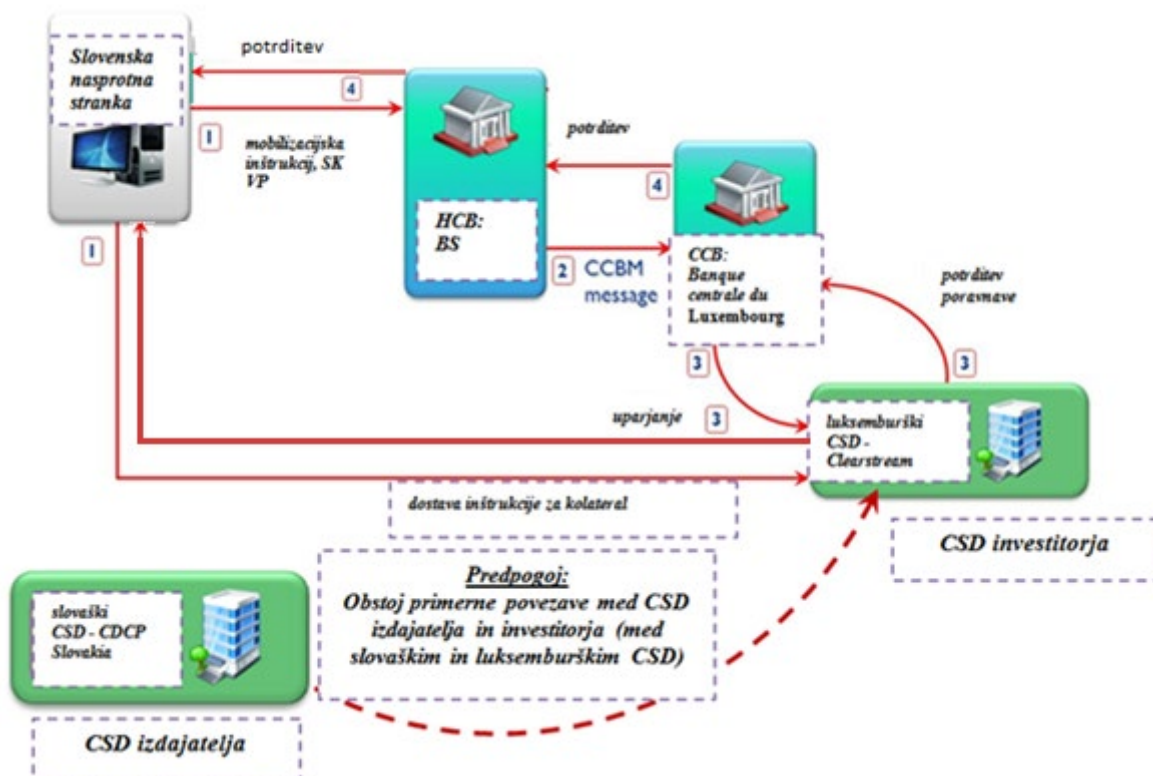 Slovenska
nasprotna
stranka
potrditev
4
1
mobilizacijska
inštrukcij, SK
VP
HCB:
BS
potrditev
4
2 CCBM
message
CCB:
Banque
centrale du
Luxembourg
potritev
poravnave
1
3
3
uparjanje 3
luksemburški
CSD -
Clearstream
dostava inštrukcije za kolateral
CSD investitorja
Predpogoj:
Obstoj primerne povezave med CSD
izdajatelja in investitorja (med
slovaškim in luksemburškim CSD)
slovaški
CSD - CDCP
Slovakia
CSD izdajatelja